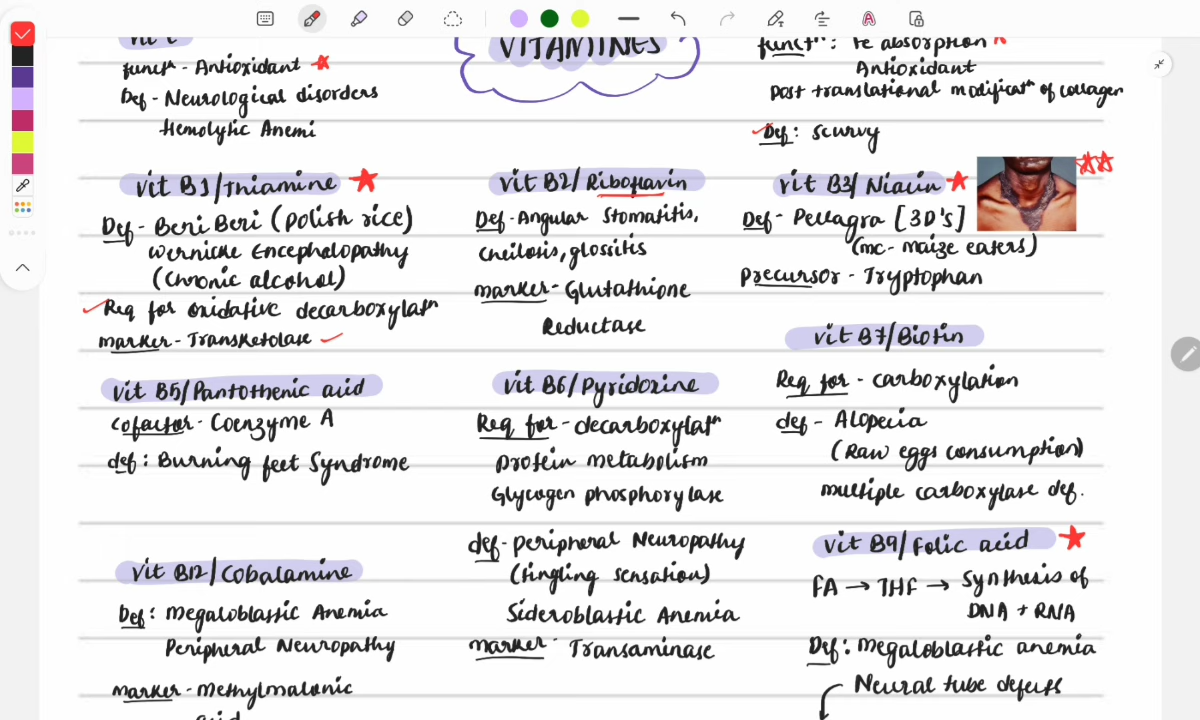 funcⁿ - Antioxidant
Def - Neurological disorders
Hemolytic Anemi
VITAMINES
functⁿ: Fe absorption
Antioxidant
Post translational modificatⁿ of collagen
Def: scurvy
Vit B1/Thiamine
Def - Beri Beri (polish rice)
Wernicke Encephalopathy
(Chronic alcohol)
Req for oxidative decarboxylatⁿ
marker - Transketolase
Vit B2/Riboflavin
Def - Angular Stomatitis,
cheilosis, glossitis
marker - Glutathione
Reductase
Vit B3/Niacin
Def - Pellagra [3D's]
(mc - maize eaters)
Precursor - Tryptophan
Vit B5/Pantothenic acid
cofactor - Coenzyme A
def: Burning feet Syndrome
Vit B6/Pyridoxine
Req for - decarboxylatⁿ
protein metabolism
Glycogen phosphorylase
def - peripheral Neuropathy
(tingling sensation)
Sideroblastic Anemia
marker - Transaminase
Vit B7/Biotin
Req for - carboxylation
def - Alopecia
(Raw eggs consumption)
multiple carboxylase def.
Vit B12/Cobalamine
Def: megaloblastic Anemia
Peripheral Neuropathy
marker - methylmalonic
acid
Vit B9/Folic acid
FA → THF → Synthesis of
DNA + RNA
Def: megaloblastic anemia
Neural tube defects